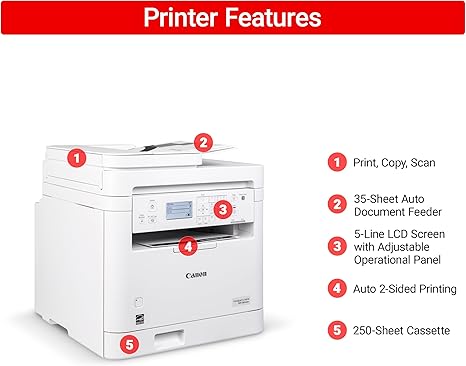 Printer Features
1
2
3
4
Canon
5
1 Print, Copy, Scan
2 35-Sheet Auto
Document Feeder
3 5-Line LCD Screen
with Adjustable
Operational Panel
4 Auto 2-Sided Printing
5 250-Sheet Cassette